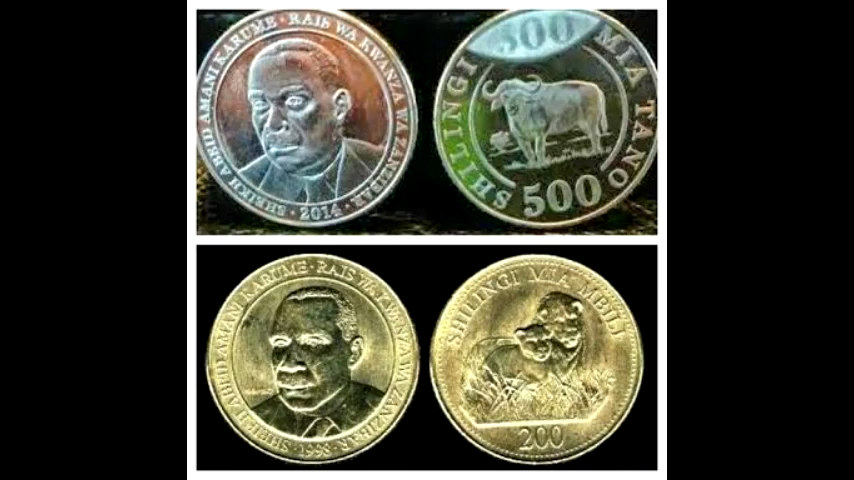 SHEIKH ABEID AMANI KARUME · RAIS WA KWANZA WA ZANZIBAR
· 2014 ·
500
SHILINGI MIA TANO
500
SHEIKH ABEID AMANI KARUME · RAIS WA KWANZA WA ZANZIBAR
· 1998 ·
SHILINGI MIA MBILI
200